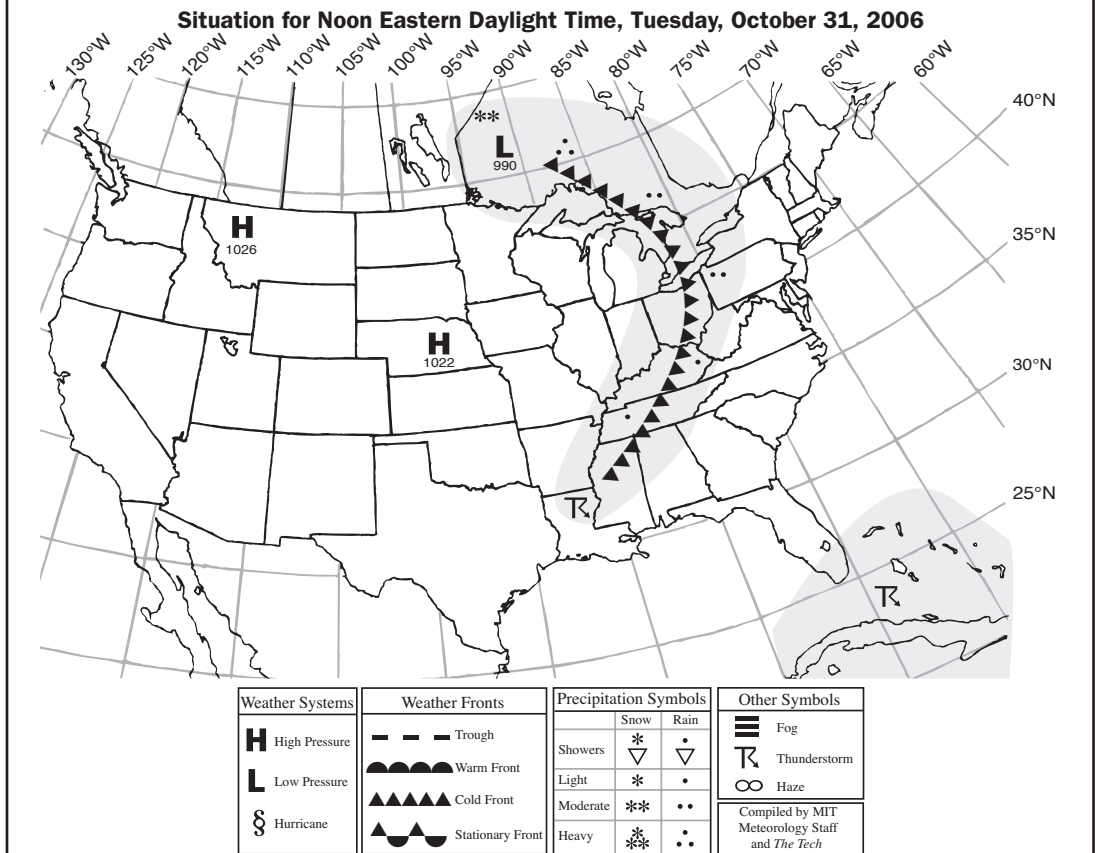 Situation for Noon Eastern Daylight Time, Tuesday, October 31, 2006
130°W 125°W 120°W 115°W 110°W 105°W 100°W 95°W 90°W 85°W 80°W 75°W 70°W 65°W 60°W
40°N
35°N
30°N
25°N
L
990
H
1026
H
1022
Weather Systems
H High Pressure
L Low Pressure
§ Hurricane
Weather Fronts
Trough
Warm Front
Cold Front
Stationary Front
Precipitation Symbols
Snow Rain
Showers
Light
Moderate
Heavy
Other Symbols
Fog
Thunderstorm
Haze
Compiled by MIT
Meteorology Staff
and The Tech